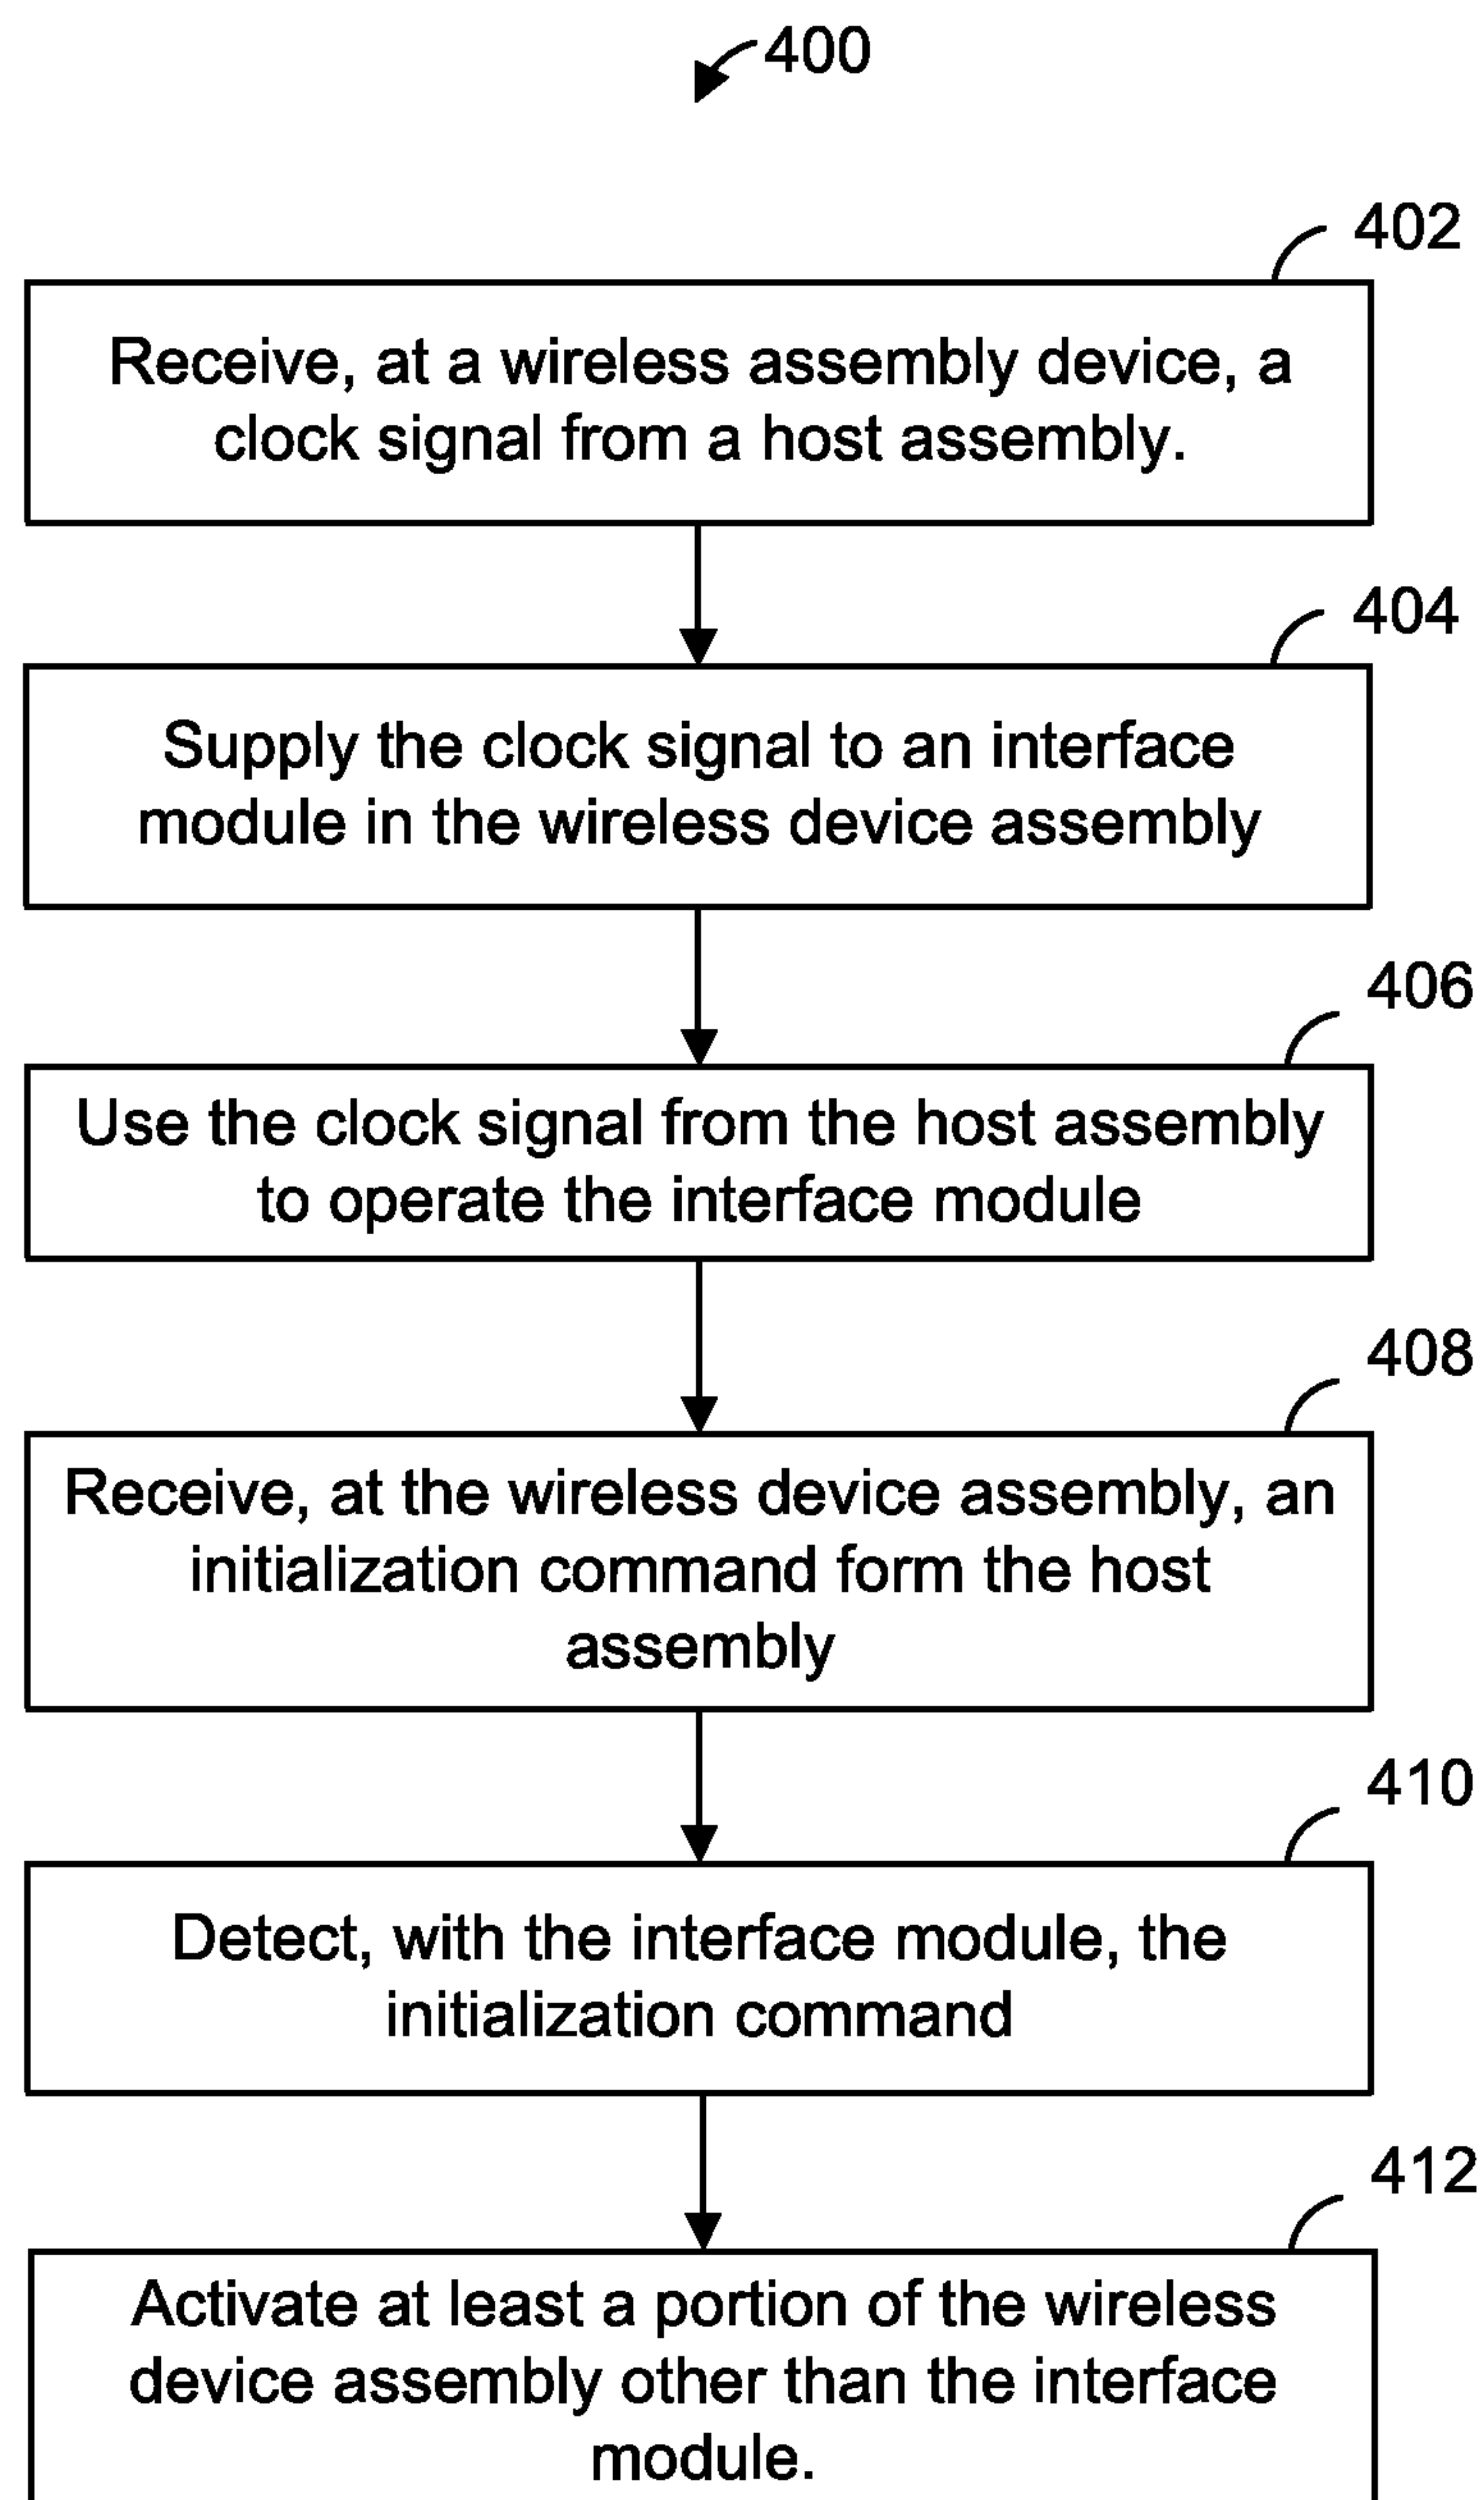 400
402
Receive, at a wireless assembly device, a
clock signal from a host assembly.
404
Supply the clock signal to an interface
module in the wireless device assembly
406
Use the clock signal from the host assembly
to operate the interface module
408
Receive, at the wireless device assembly, an
initialization command form the host
assembly
410
Detect, with the interface module, the
initialization command
412
Activate at least a portion of the wireless
device assembly other than the interface
module.